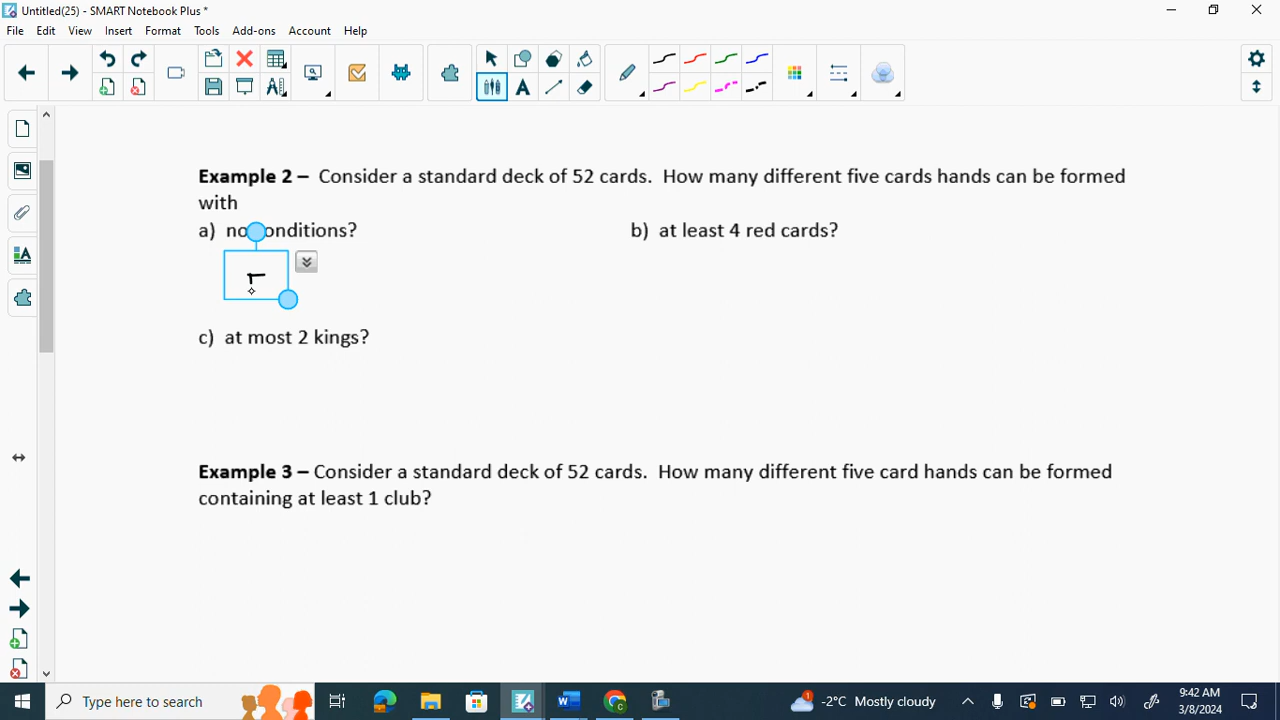 Untitled(25) - SMART Notebook Plus *
File Edit View Insert Format Tools Add-ons Account Help
Example 2 – Consider a standard deck of 52 cards. How many different five cards hands can be formed
with
a) no conditions?
b) at least 4 red cards?
c) at most 2 kings?
Example 3 – Consider a standard deck of 52 cards. How many different five card hands can be formed
containing at least 1 club?
Type here to search
1
-2°C Mostly cloudy
9:42 AM
3/8/2024